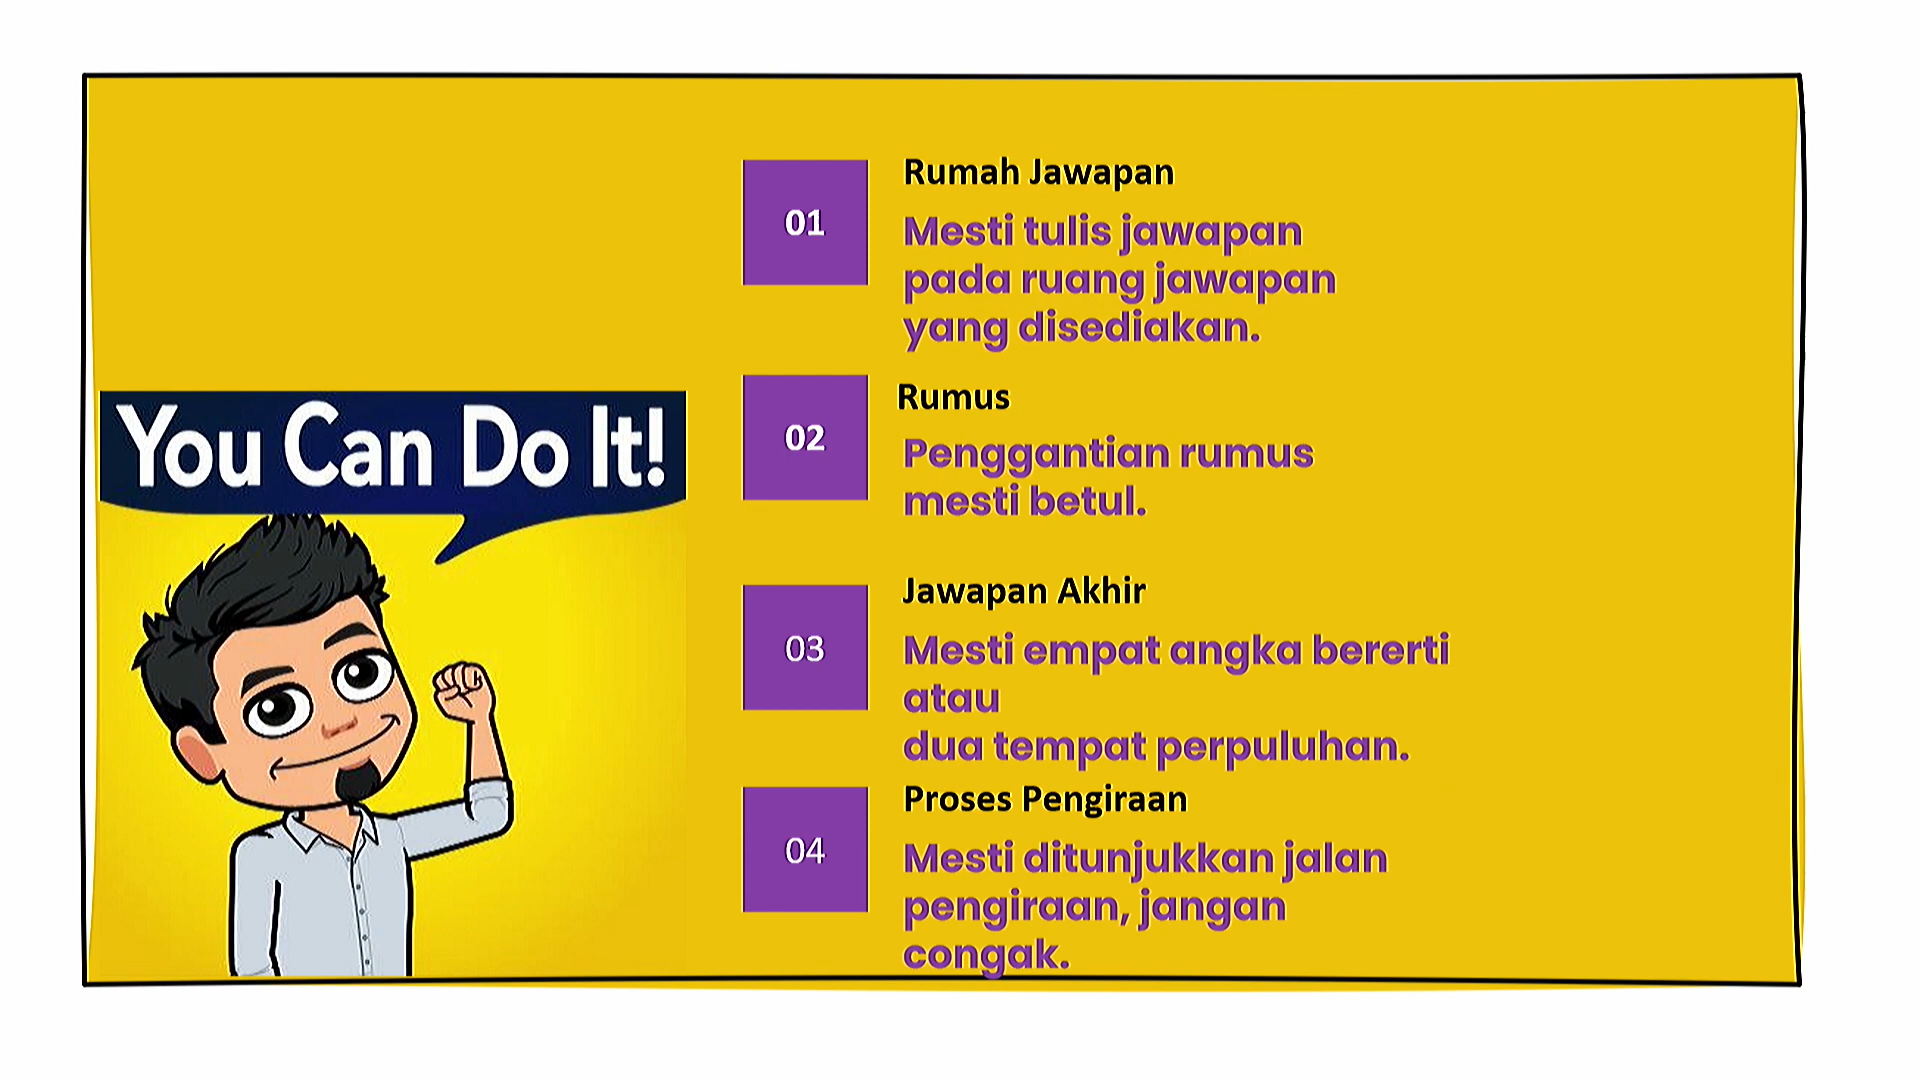 You Can Do It!
01
Rumah Jawapan
Mesti tulis jawapan
pada ruang jawapan
yang disediakan.
02
Rumus
Penggantian rumus
mesti betul.
03
Jawapan Akhir
Mesti empat angka bererti
atau
dua tempat perpuluhan.
04
Proses Pengiraan
Mesti ditunjukkan jalan
pengiraan, jangan
congak.